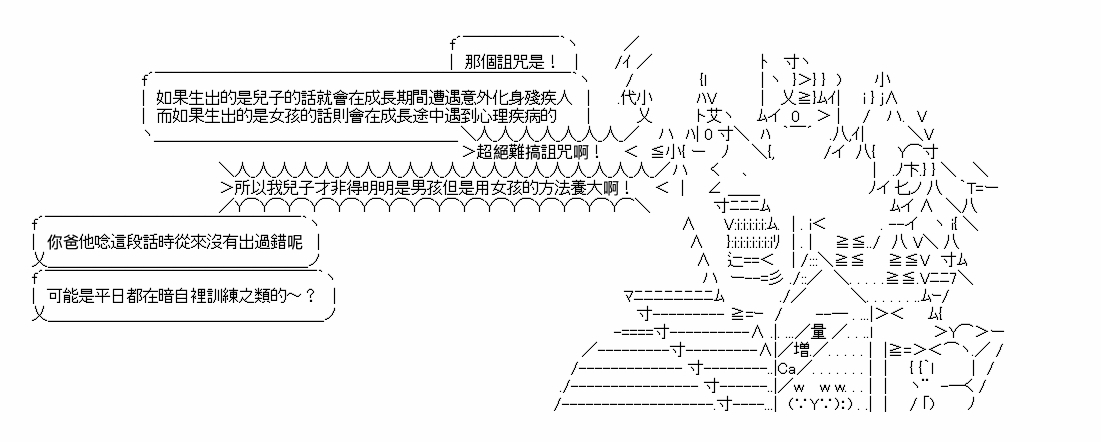 那個詛咒是！
如果生出的是兒子的話就會在成長期間遭遇意外化身殘疾人
而如果生出的是女孩的話則會在成長途中遇到心理疾病的
超絕難搞詛咒啊！
所以我兒子才非得明明是男孩但是用女孩的方法養大啊！
你爸他唸這段話時從來沒有出過錯呢
可能是平日都在暗自裡訓練之類的～？
量
増
Ca